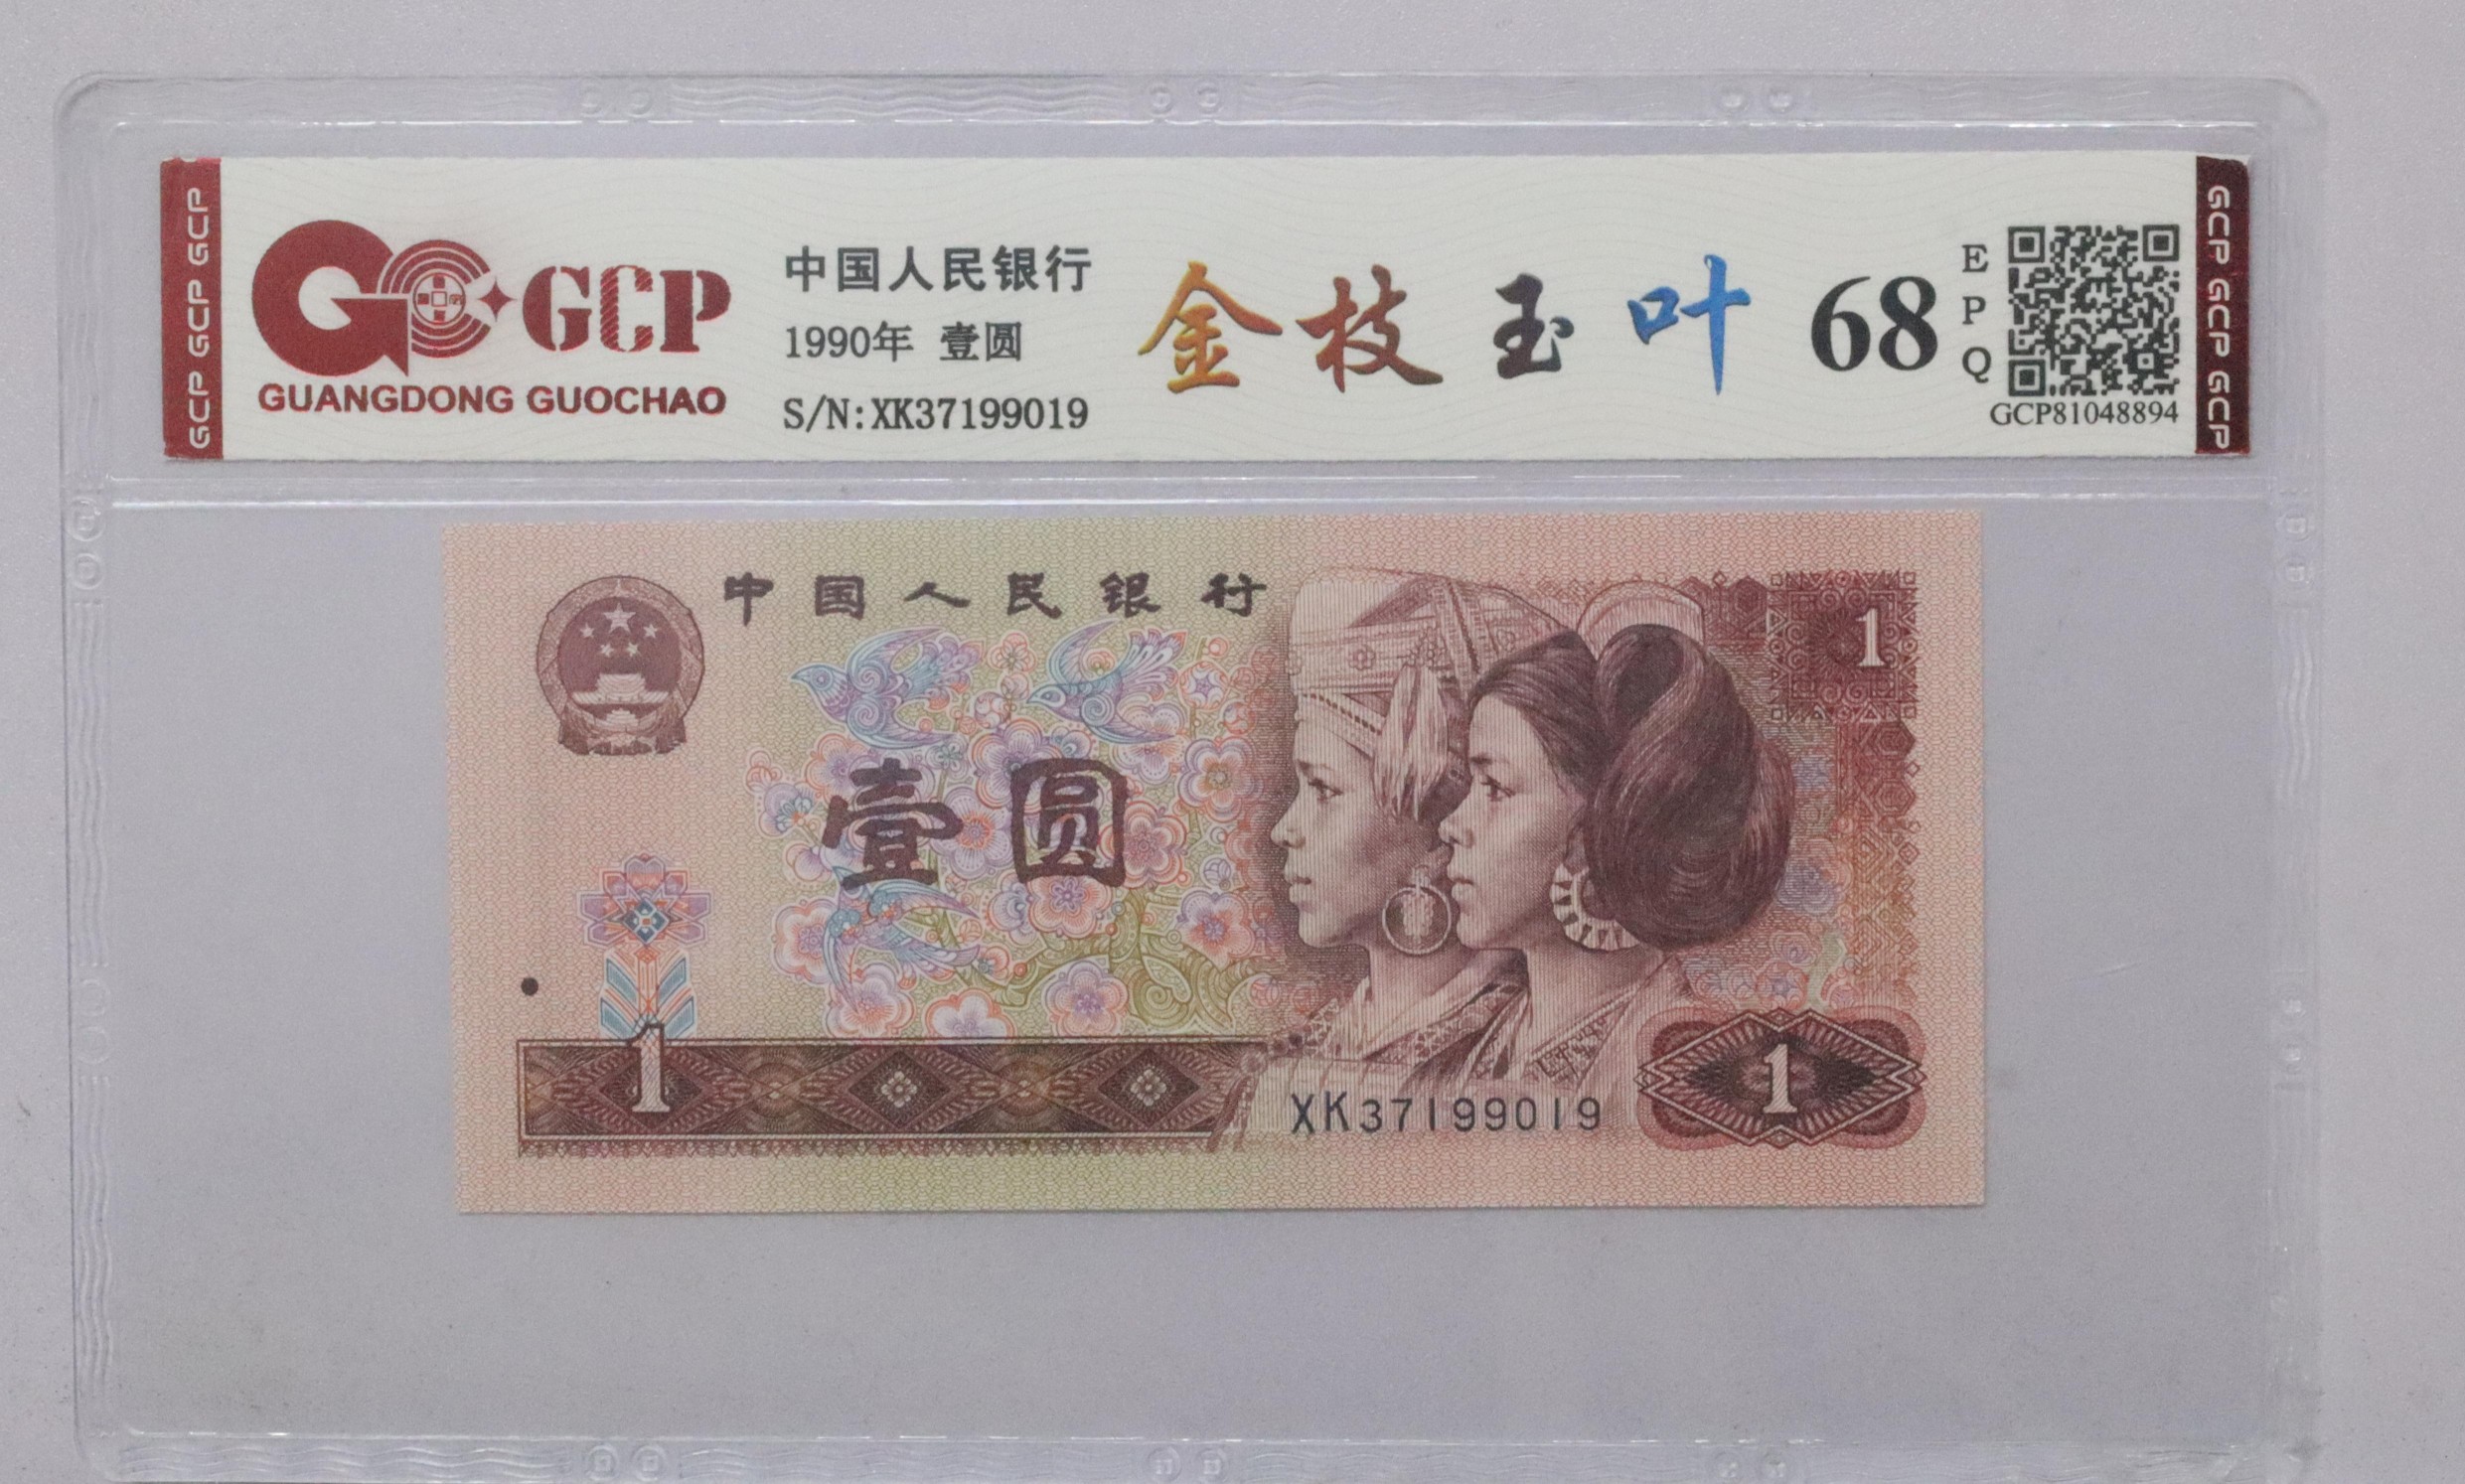 GCP GCP GCP
GCP
GUANGDONG GUOCHAO
中国人民银行
1990年 壹圆
S/N:XK37199019
金枝玉叶
68
EPQ
GCP81048894
GCP GCP GCP
中国人民银行
1
壹圆
1
XK37199019
1